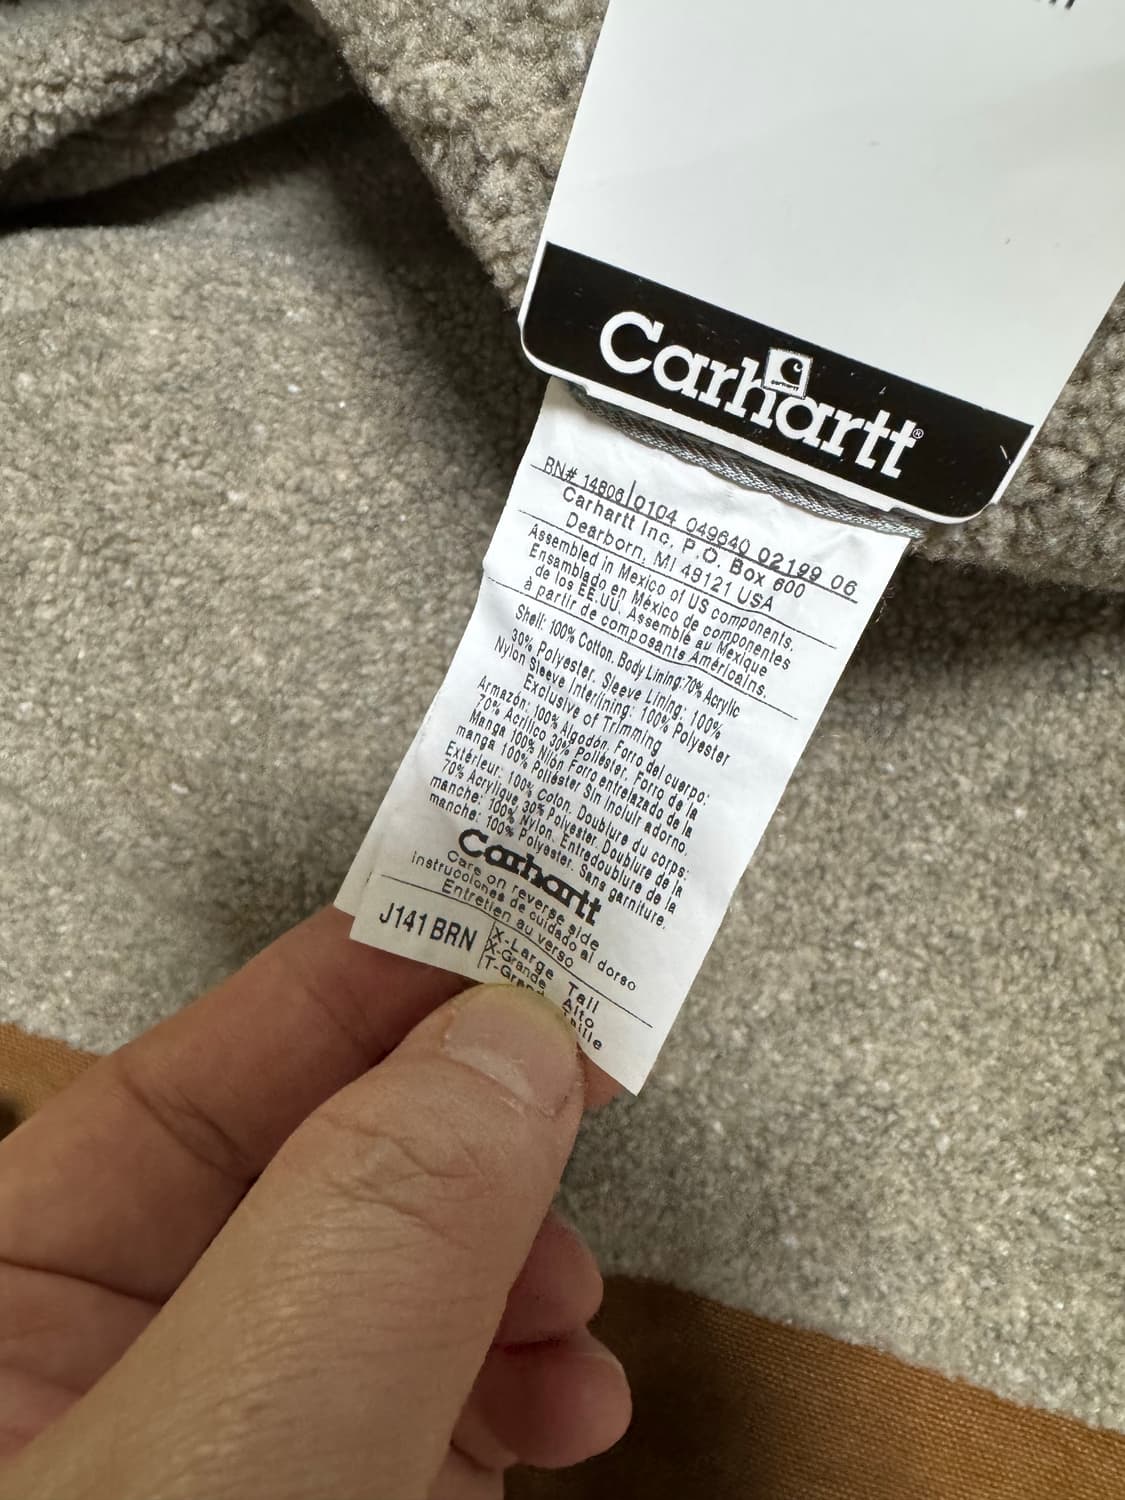 Carhartt®
carhartt
BN# 14806 0104 049640 02199 06
Carhartt Inc. P.O. Box 600
Dearborn, MI 48121 USA
Assembled in Mexico of US components.
Ensamblado en México de componentes
de los EE.UU. Assemblé au Mexique
à partir de composants Américains.
Shell: 100% Cotton. Body Lining:70% Acrylic
30% Polyester. Sleeve Lining: 100%
Nylon Sleeve Interlining: 100% Polyester
Exclusive of Trimming
Armazón: 100% Algodón. Forro del cuerpo:
70% Acrílico 30% Poliéster. Forro de la
Manga 100% Nilón Forro entrelazado de la
manga 100% Poliéster Sin incluir adorno.
Extérieur: 100% Coton. Doublure du corps:
70% Acrylique 30% Polyester. Doublure de la
manche: 100% Nylon. Entredoublure de la
manche: 100% Polyester. Sans garniture.
Carhartt
Care on reverse side
Instrucciones de cuidado al dorso
Entretien au verso
J141 BRN
X-Large Tall
X-Grande Alto